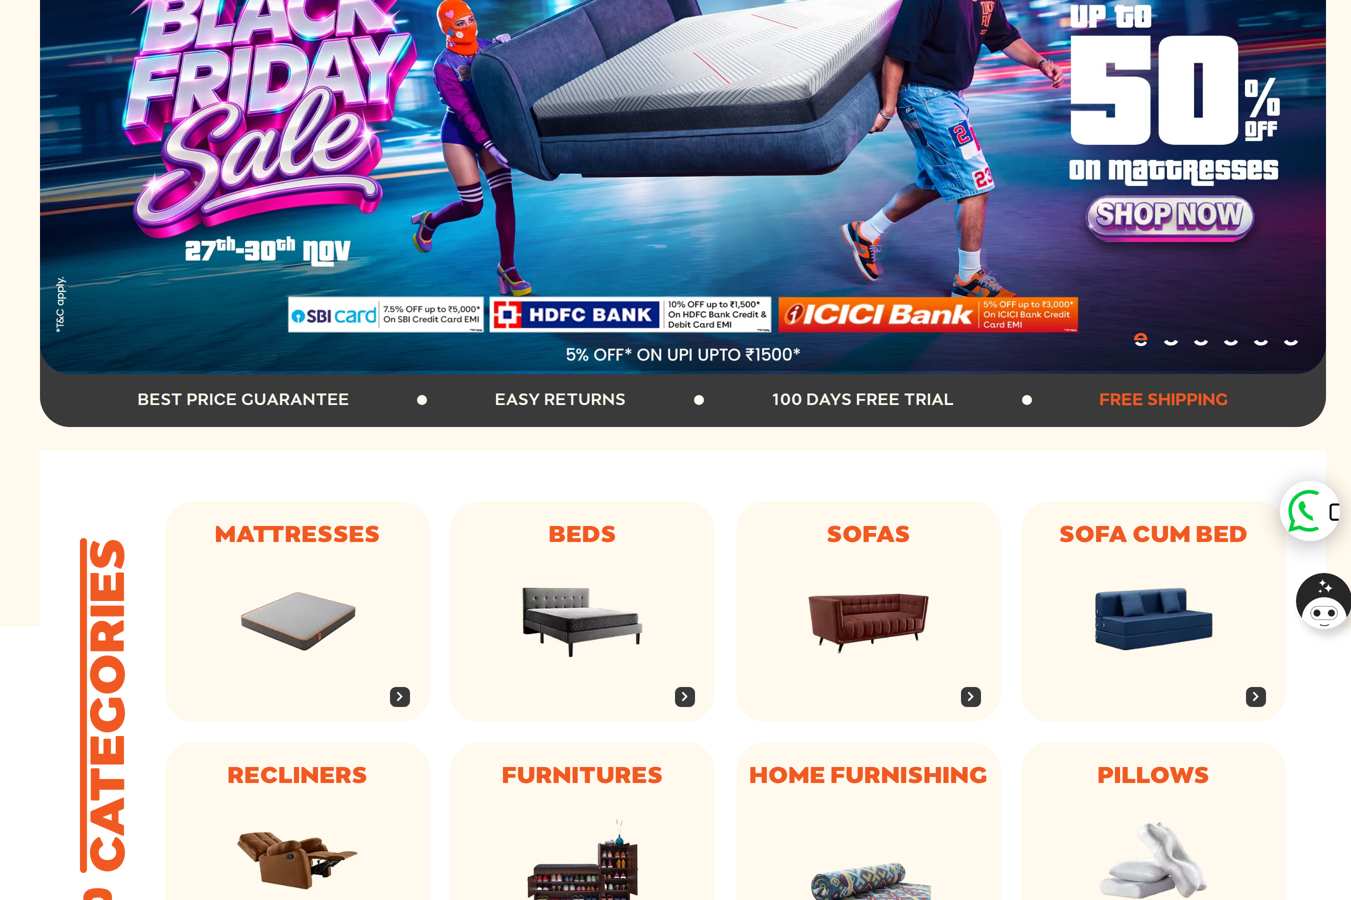 BLACK
FRIDAY
Sale
27th-30th NOV
*T&C apply.
UP to
50% OFF
on mattresses
SHOP NOW
SBI card
7.5% OFF up to ₹5,000*
On SBI Credit Card EMI
HDFC BANK
10% OFF up to ₹1,500*
On HDFC Bank Credit &
Debit Card EMI
ICICI Bank
5% OFF up to ₹3,000*
On ICICI Bank Credit
Card EMI
5% OFF* ON UPI UPTO ₹1500*
BEST PRICE GUARANTEE
EASY RETURNS
100 DAYS FREE TRIAL
FREE SHIPPING
CATEGORIES
MATTRESSES
BEDS
SOFAS
SOFA CUM BED
RECLINERS
FURNITURES
HOME FURNISHING
PILLOWS